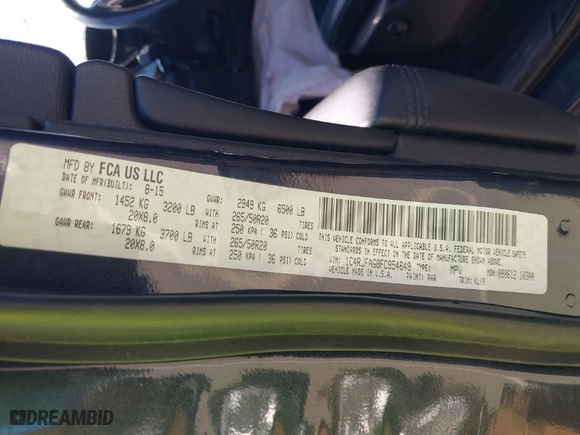 MFD BY FCA US LLC
DATE OF MFR(BUILT): 8-15 GVWR: 2949 KG 6500 LB
GAWR FRONT: 1452 KG 3200 LB WITH 265/50R20 TIRES
20X8.0 RIMS AT 250 KPA ( 36 PSI) COLD
GAWR REAR: 1679 KG 3700 LB WITH 265/50R20 TIRES
20X8.0 RIMS AT 250 KPA ( 36 PSI) COLD
THIS VEHICLE CONFORMS TO ALL APPLICABLE U.S.A. FEDERAL MOTOR VEHICLE SAFETY
STANDARDS IN EFFECT ON THE DATE OF MANUFACTURE SHOWN ABOVE.
VIN: 1C4RJFAG8FC954649 TYPE: MPV
VEHICLE MADE IN U.S.A. PAINT: TRIM:
DREAMBID